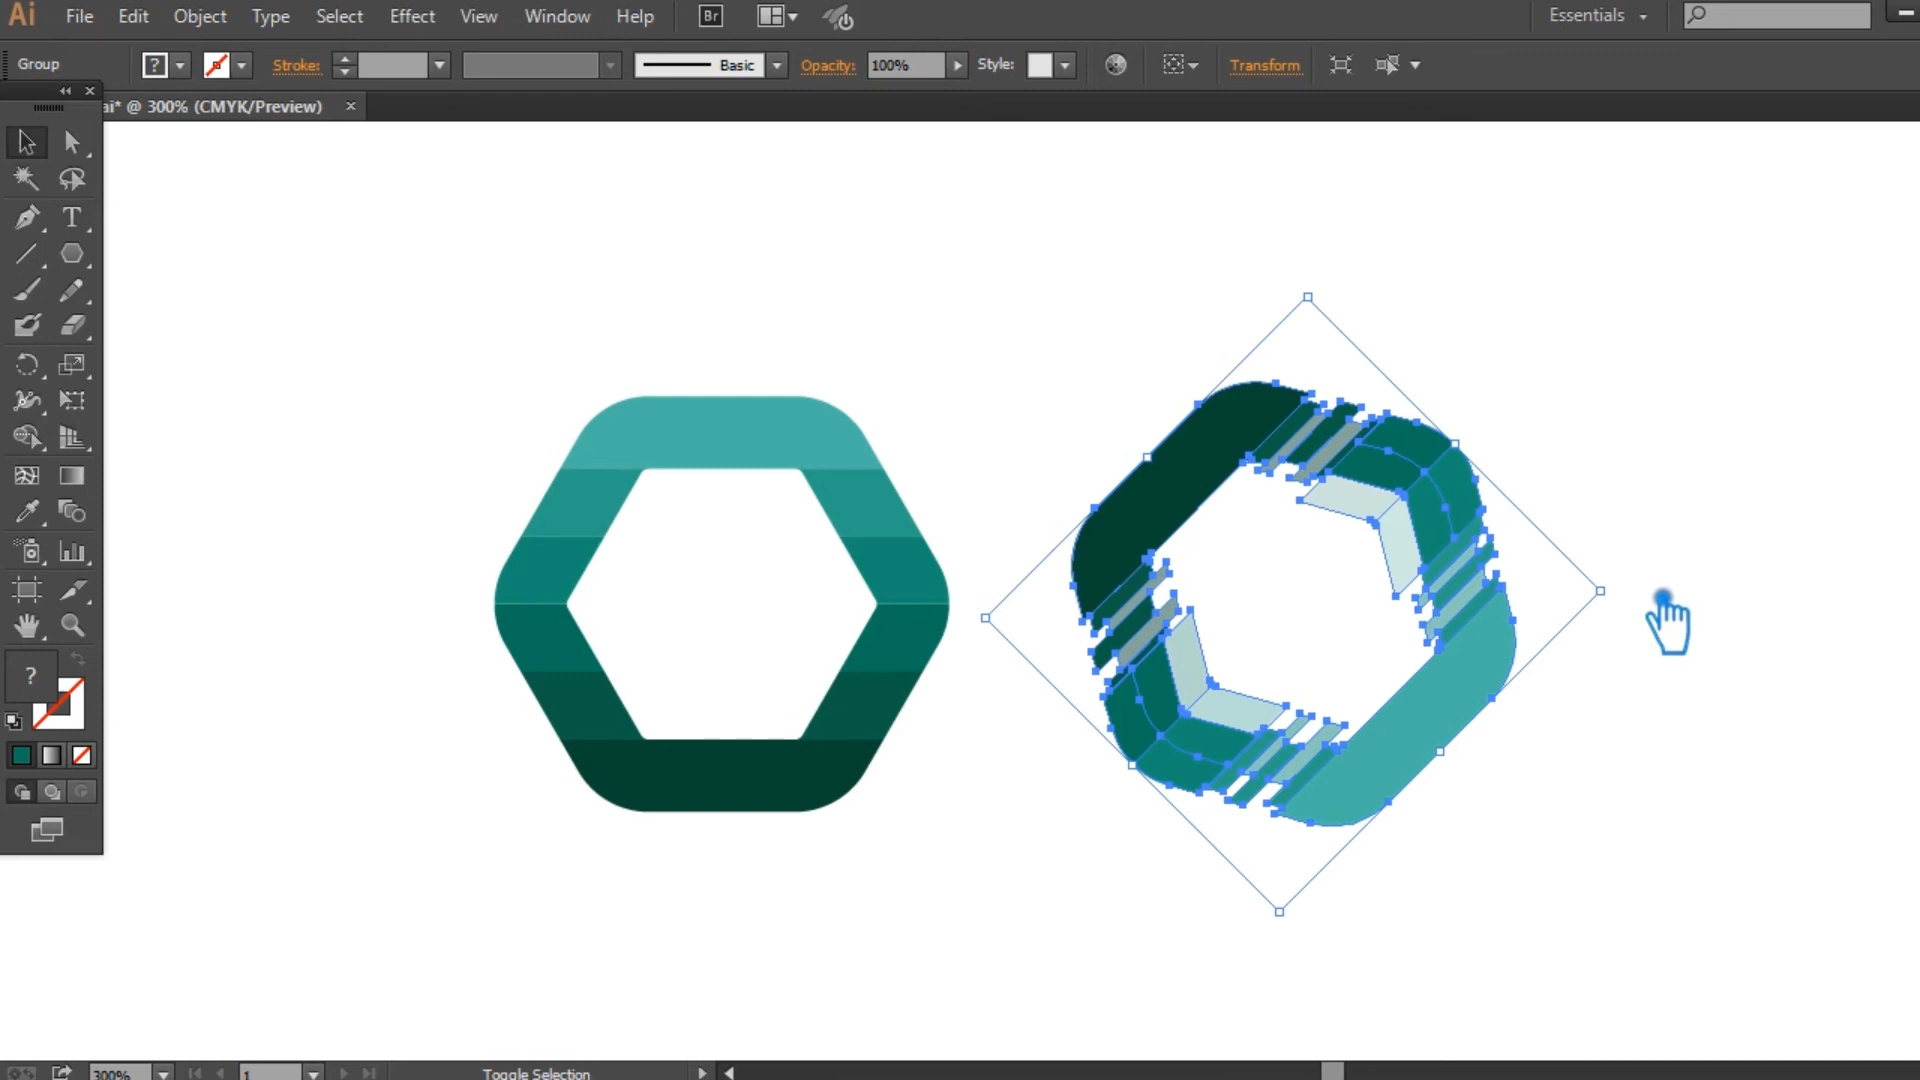 Ai File Edit Object Type Select Effect View Window Help Br Essentials
Group ? Stroke: Basic Opacity: 100% Style: Transform
ai* @ 300% (CMYK/Preview)
T
?
300% 1 Toggle Selection